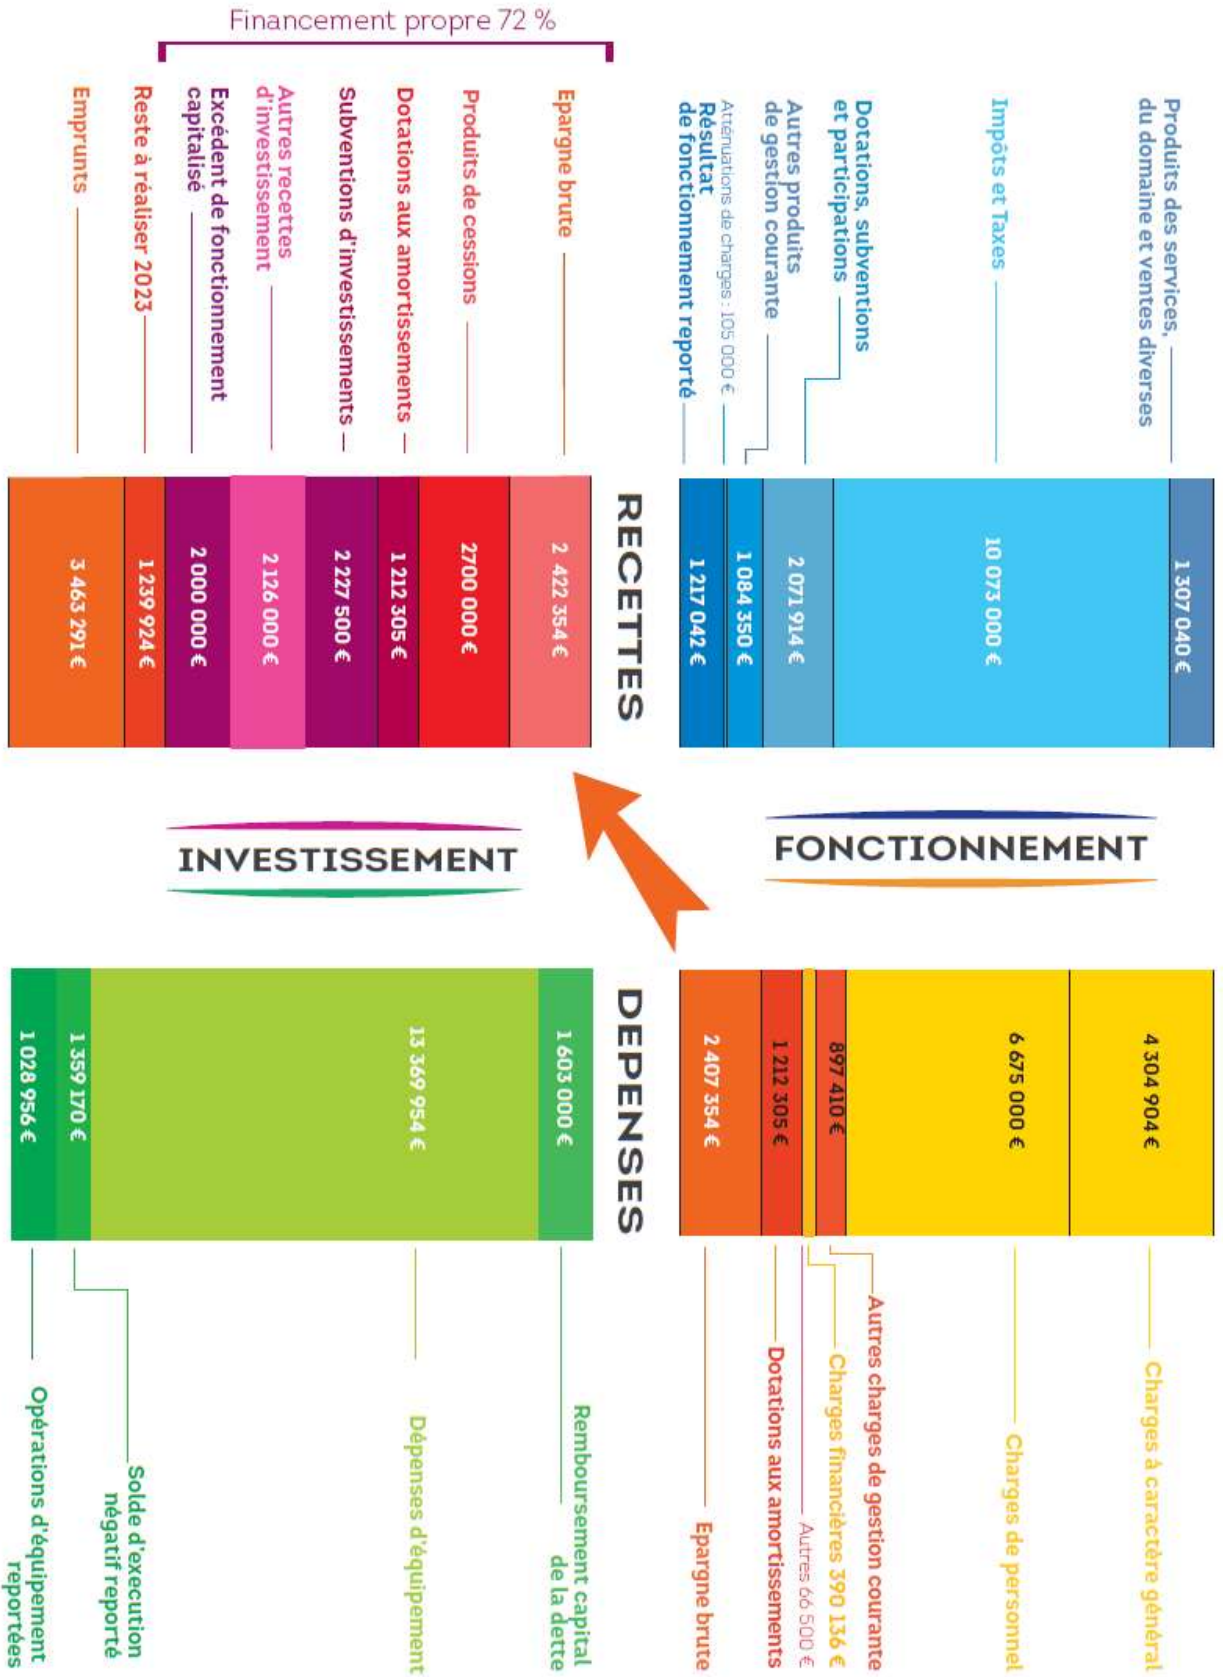 Financement propre 72 %
FONCTIONNEMENT
INVESTISSEMENT
RECETTES
Produits des services,
du domaine et ventes diverses
1 307 040 €
Impôts et Taxes
10 073 000 €
Dotations, subventions
et participations
2 071 914 €
Autres produits
de gestion courante
1 084 350 €
Atténuations de charges : 105 000 €
Résultat
de fonctionnement reporté
1 217 042 €
Epargne brute
2 422 354 €
Produits de cessions
2700 000 €
Dotations aux amortissements
1 212 305 €
Subventions d'investissements
2 227 500 €
Autres recettes
d'investissement
2 126 000 €
Excédent de fonctionnement
capitalisé
2 000 000 €
Reste à réaliser 2023
1 239 924 €
Emprunts
3 463 291 €
DEPENSES
4 304 904 €
Charges à caractère général
6 675 000 €
Charges de personnel
897 410 €
Autres charges de gestion courante
Charges financières 390 136 €
Autres 66 500 €
1 212 305 €
Dotations aux amortissements
2 407 354 €
Epargne brute
1 603 000 €
Remboursement capital
de la dette
13 369 954 €
Dépenses d'équipement
1 359 170 €
Solde d'execution
négatif reporté
1 028 956 €
Opérations d'équipement
reportées